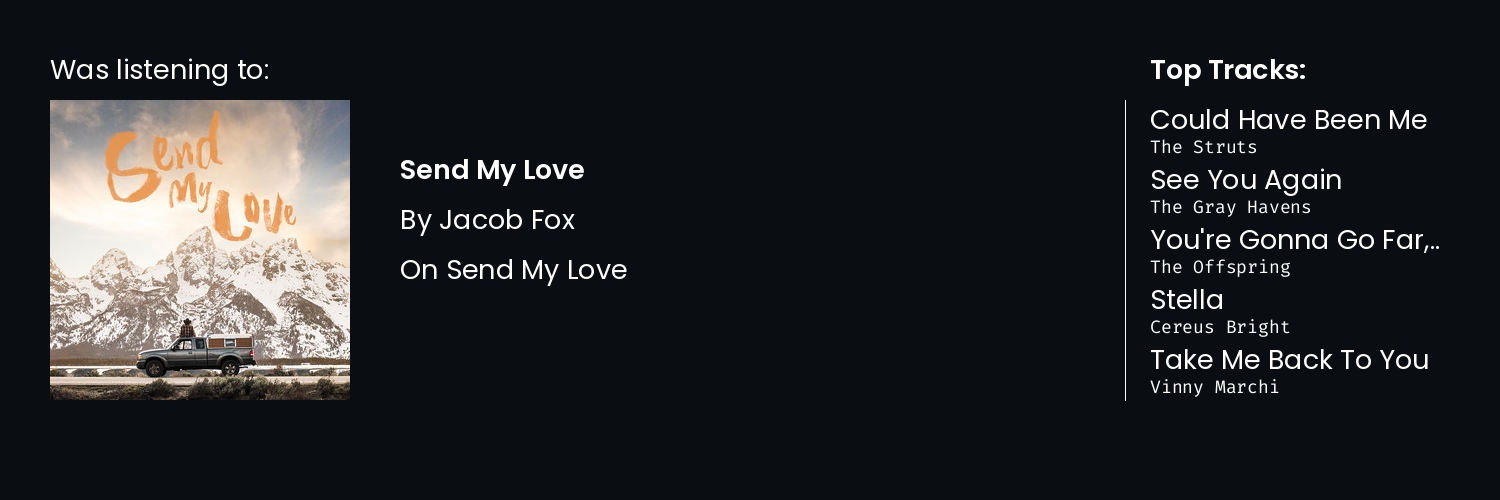 Was listening to:
Send
My
Love
Send My Love
By Jacob Fox
On Send My Love
Top Tracks:
Could Have Been Me
The Struts
See You Again
The Gray Havens
You're Gonna Go Far,..
The Offspring
Stella
Cereus Bright
Take Me Back To You
Vinny Marchi